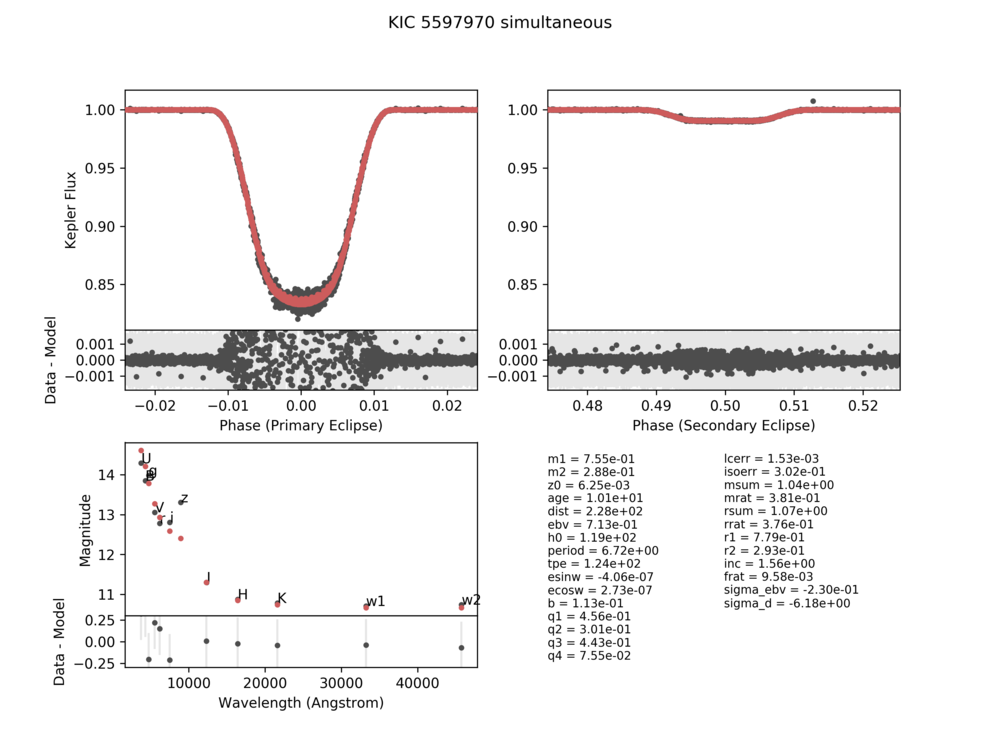 KIC 5597970 simultaneous
Kepler Flux
1.00
0.95
0.90
0.85
1.00
0.95
0.90
0.85
Data - Model
0.001
0.000
−0.001
0.001
0.000
−0.001
−0.02 −0.01 0.00 0.01 0.02
Phase (Primary Eclipse)
0.48 0.49 0.50 0.51 0.52
Phase (Secondary Eclipse)
Magnitude
14
13
12
11
U
B
g
V
r
i
z
J
H
K
w1
w2
Data - Model
0.25
0.00
−0.25
10000 20000 30000 40000
Wavelength (Angstrom)
m1 = 7.55e-01
m2 = 2.88e-01
z0 = 6.25e-03
age = 1.01e+01
dist = 2.28e+02
ebv = 7.13e-01
h0 = 1.19e+02
period = 6.72e+00
tpe = 1.24e+02
esinw = -4.06e-07
ecosw = 2.73e-07
b = 1.13e-01
q1 = 4.56e-01
q2 = 3.01e-01
q3 = 4.43e-01
q4 = 7.55e-02
lcerr = 1.53e-03
isoerr = 3.02e-01
msum = 1.04e+00
mrat = 3.81e-01
rsum = 1.07e+00
rrat = 3.76e-01
r1 = 7.79e-01
r2 = 2.93e-01
inc = 1.56e+00
frat = 9.58e-03
sigma_ebv = -2.30e-01
sigma_d = -6.18e+00